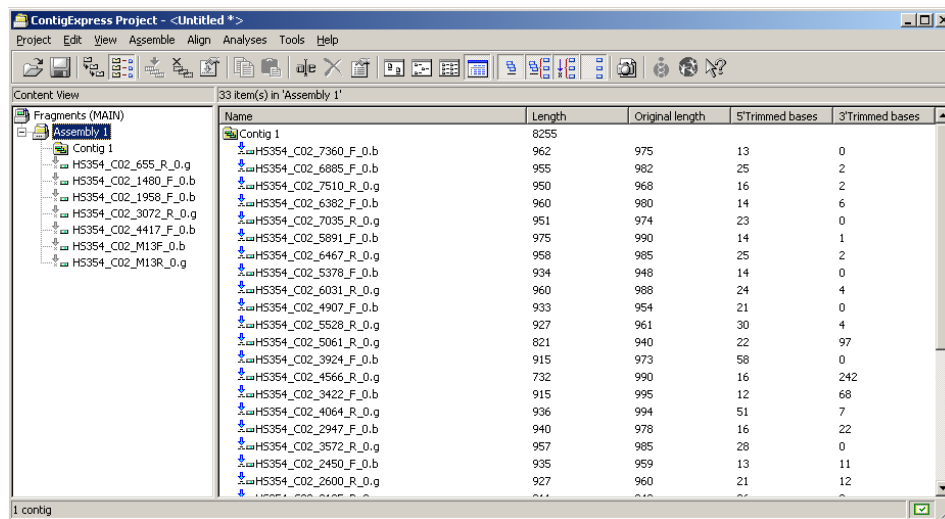 ContigExpress Project - <Untitled *>
Project Edit View Assemble Align Analyses Tools Help
Content View 33 item(s) in 'Assembly 1'
Fragments (MAIN)
Assembly 1
Contig 1
HS354_C02_655_R_0.g
HS354_C02_1480_F_0.b
HS354_C02_1958_F_0.b
HS354_C02_3072_R_0.g
HS354_C02_4417_F_0.b
HS354_C02_M13F_0.b
HS354_C02_M13R_0.g
Name Length Original length 5'Trimmed bases 3'Trimmed bases
Contig 1 8255
HS354_C02_7360_F_0.b 962 975 13 0
HS354_C02_6885_F_0.b 955 982 25 2
HS354_C02_7510_R_0.g 950 968 16 2
HS354_C02_6382_F_0.b 960 980 14 6
HS354_C02_7035_R_0.g 951 974 23 0
HS354_C02_5891_F_0.b 975 990 14 1
HS354_C02_6467_R_0.g 958 985 25 2
HS354_C02_5378_F_0.b 934 948 14 0
HS354_C02_6031_R_0.g 960 988 24 4
HS354_C02_4907_F_0.b 933 954 21 0
HS354_C02_5528_R_0.g 927 961 30 4
HS354_C02_5061_R_0.g 821 940 22 97
HS354_C02_3924_F_0.b 915 973 58 0
HS354_C02_4566_R_0.g 732 990 16 242
HS354_C02_3422_F_0.b 915 995 12 68
HS354_C02_4064_R_0.g 936 994 51 7
HS354_C02_2947_F_0.b 940 978 16 22
HS354_C02_3572_R_0.g 957 985 28 0
HS354_C02_2450_F_0.b 935 959 13 11
HS354_C02_2600_R_0.g 927 960 21 12
1 contig